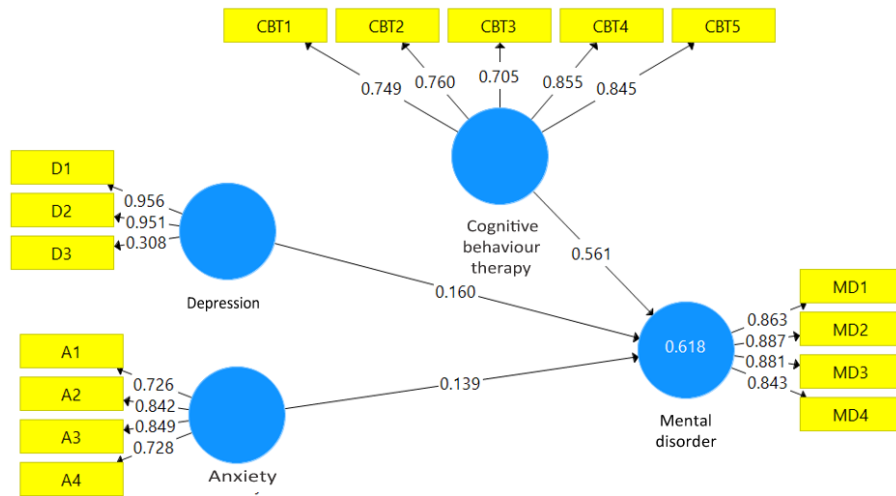 CBT1 CBT2 CBT3 CBT4 CBT5
0.749 0.760 0.705 0.855 0.845
Cognitive
behaviour
therapy
D1
D2
D3
0.956
0.951
0.308
Depression
0.160
0.561
A1
A2
A3
A4
0.726
0.842
0.849
0.728
Anxiety
0.139
0.618
Mental
disorder
0.863
0.887
0.881
0.843
MD1
MD2
MD3
MD4